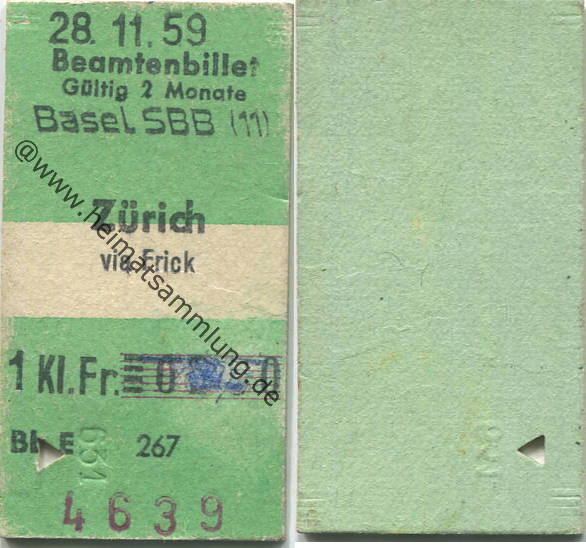 28. 11. 59
Beamtenbillet
Gültig 2 Monate
Basel SBB (11)
Zürich
via Frick
1 Kl. Fr.
267
4639
@www.heimatsammlung.de